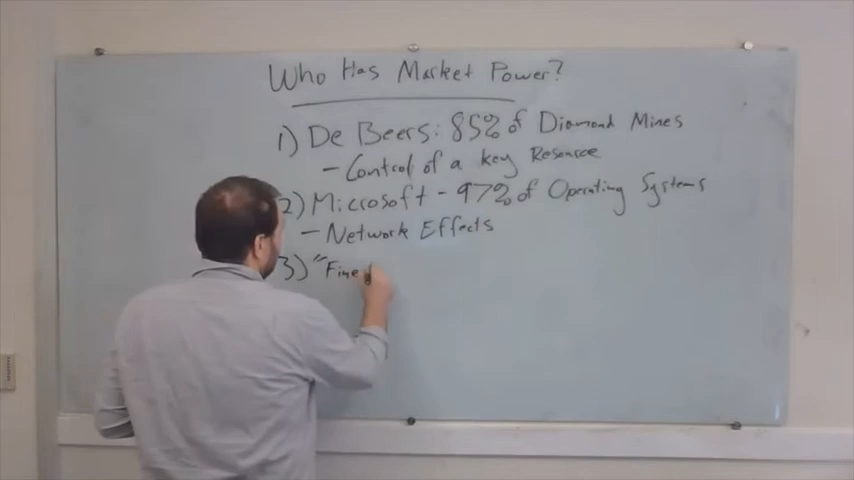 Who Has Market Power?
1) De Beers: 85% of Diamond Mines
- Control of a key Resource
2) Microsoft - 97% of Operating Systems
- Network Effects
3) "Fine